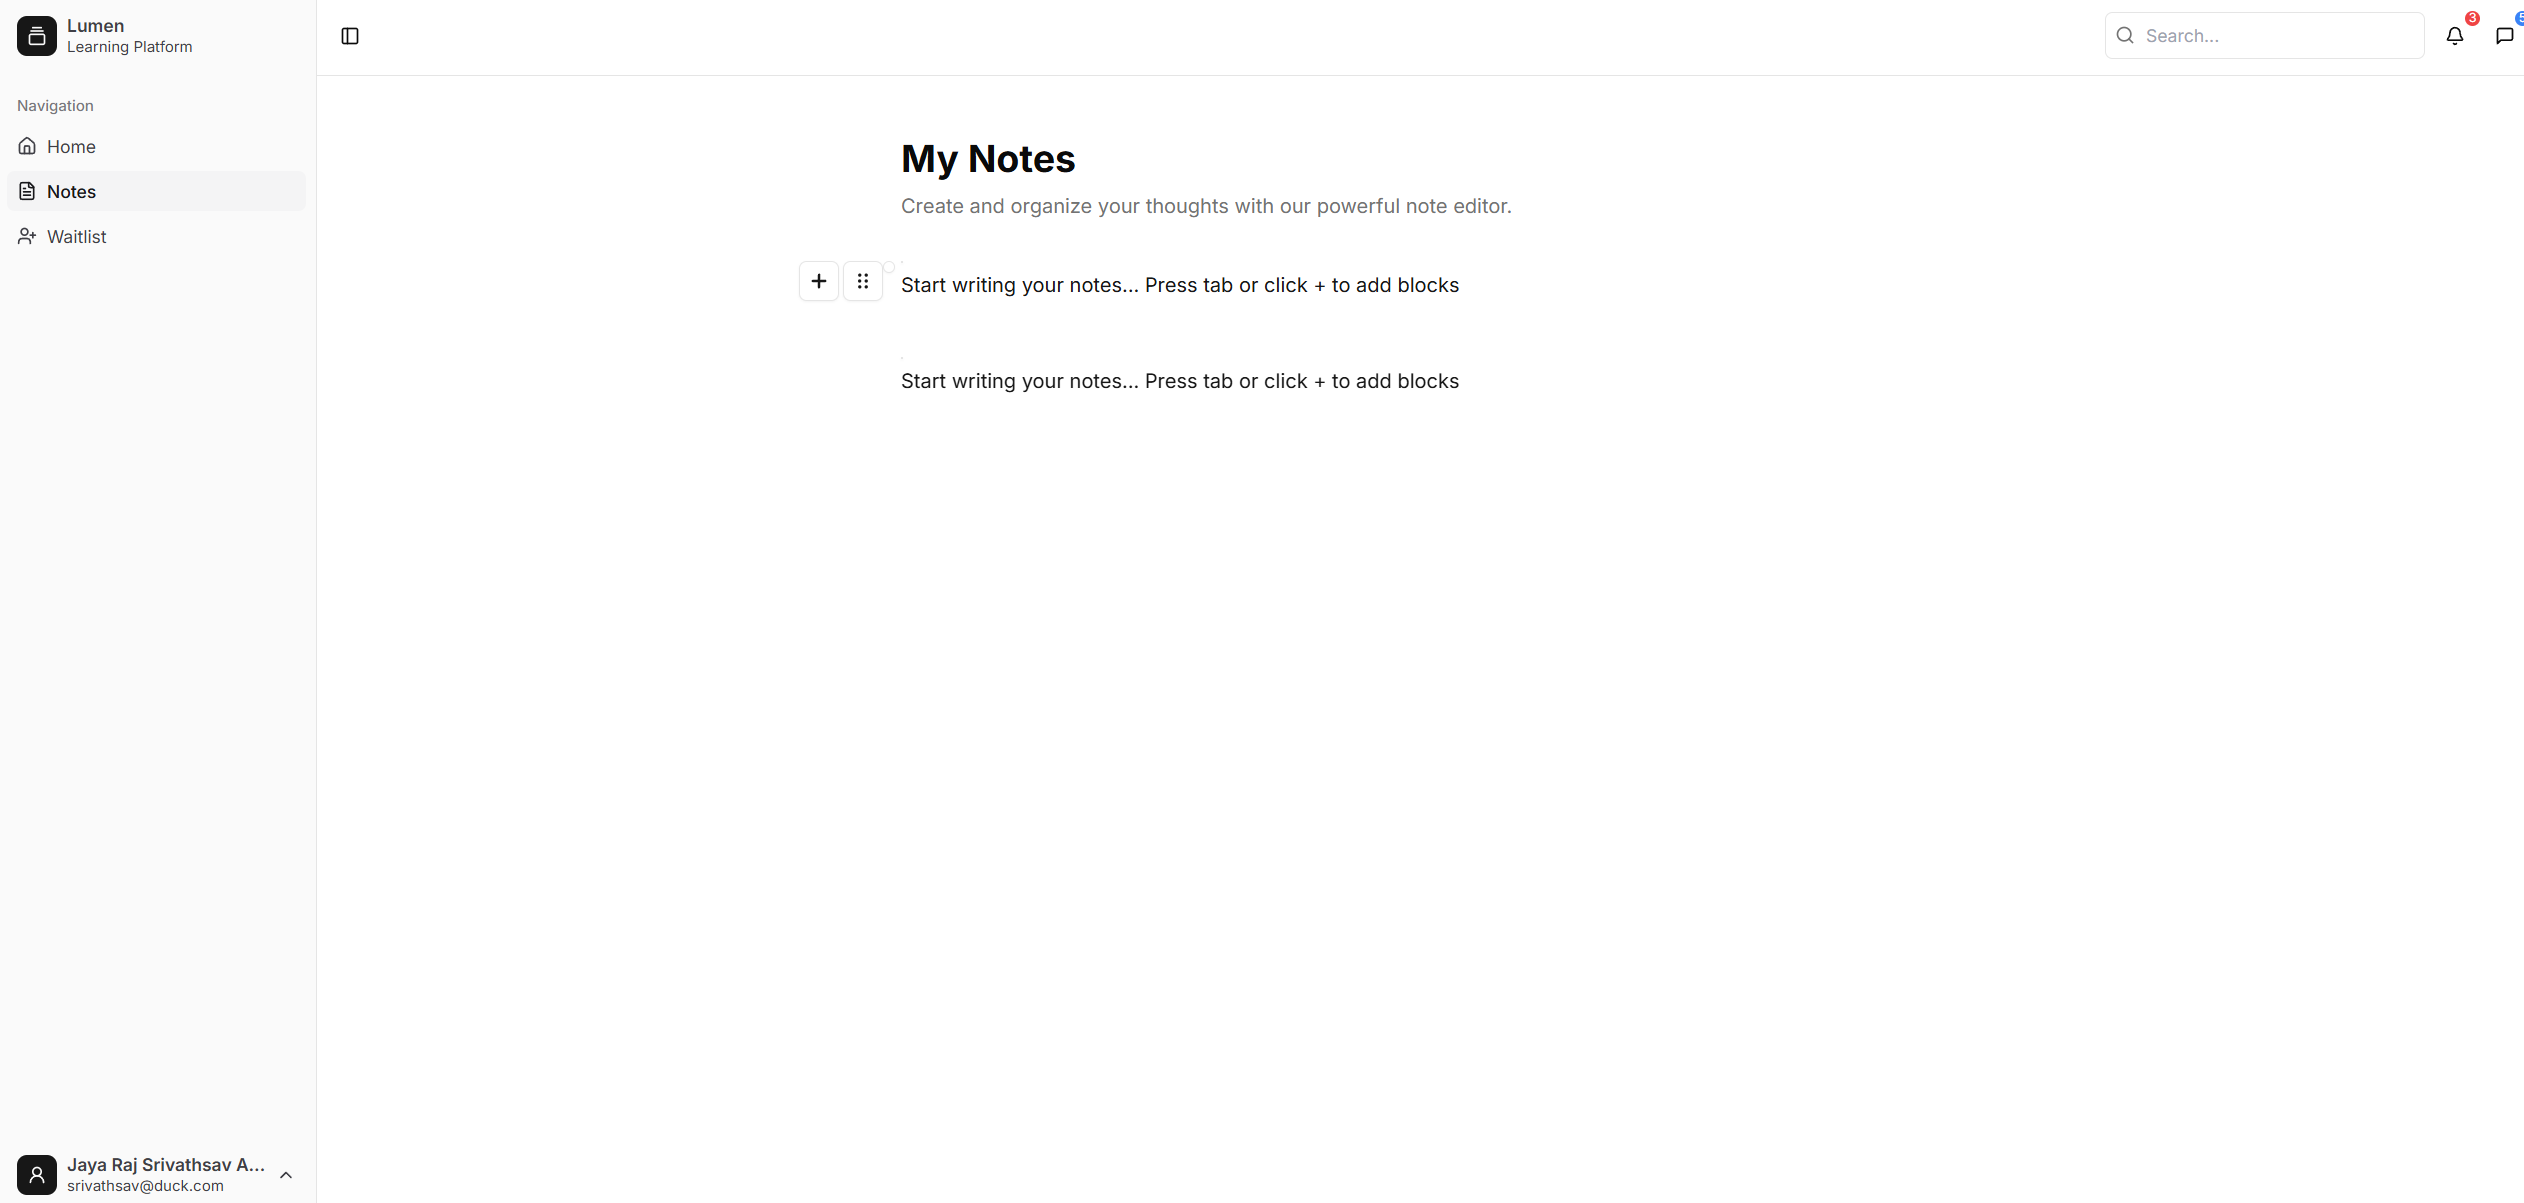 Lumen
Learning Platform
Navigation
Home
Notes
Waitlist
Search...
3
5
My Notes
Create and organize your thoughts with our powerful note editor.
Start writing your notes... Press tab or click + to add blocks
Start writing your notes... Press tab or click + to add blocks
Jaya Raj Srivathsav A...
srivathsav@duck.com